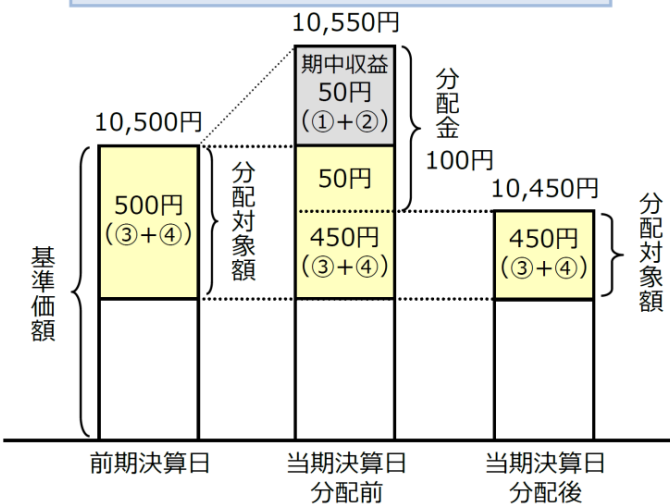 10,550円
期中収益
50円
(①+②)
分配金
100円
10,500円
500円
(③+④)
分配対象額
50円
450円
(③+④)
10,450円
450円
(③+④)
分配対象額
基準価額
前期決算日
当期決算日
分配前
当期決算日
分配後